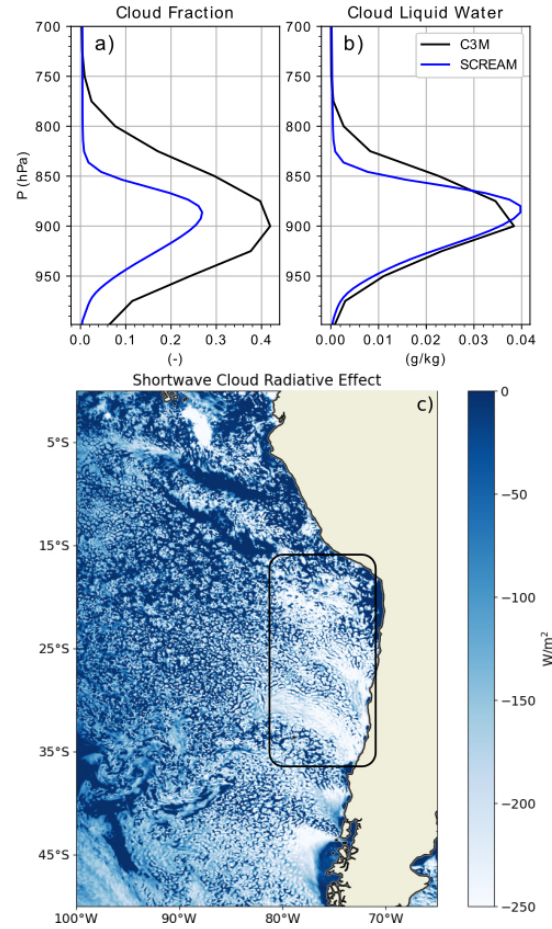 Cloud Fraction
Cloud Liquid Water
a)
b)
C3M
SCREAM
700
750
800
850
900
950
P (hPa)
0.0 0.1 0.2 0.3 0.4
(-)
0.00 0.01 0.02 0.03 0.04
(g/kg)
Shortwave Cloud Radiative Effect
c)
5°S
15°S
25°S
35°S
45°S
100°W 90°W 80°W 70°W
0
−50
−100
−150
−200
−250
W/m²